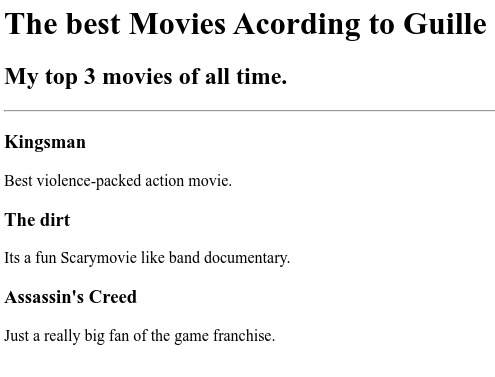 The best Movies Acording to Guille
My top 3 movies of all time.
Kingsman
Best violence-packed action movie.
The dirt
Its a fun Scarymovie like band documentary.
Assassin's Creed
Just a really big fan of the game franchise.